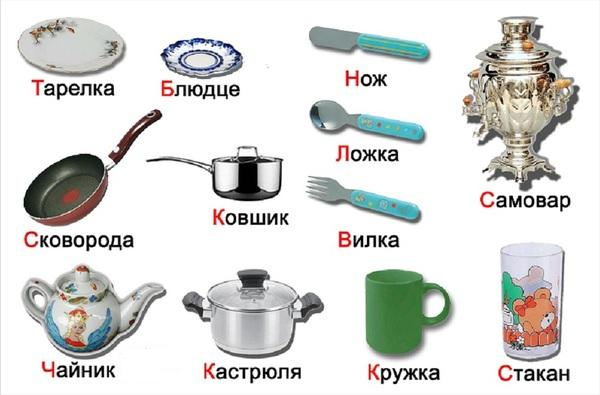 Тарелка
Блюдце
Нож
Ложка
Сковорода
Ковшик
Вилка
Самовар
Чайник
Кастрюля
Кружка
Стакан